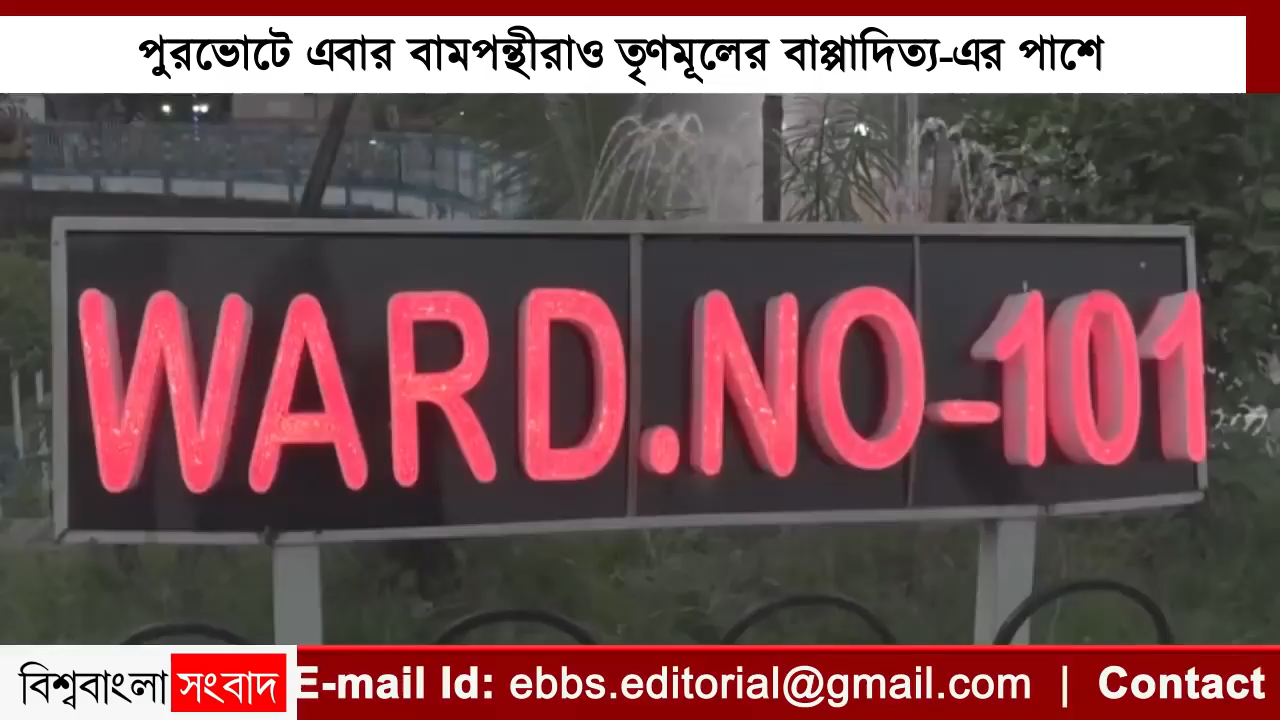 পুরভোটে এবার বামপন্থীরাও তৃণমূলের বাপ্পাদিত্য-এর পাশে
WARD.NO-101
বিশ্ববাংলা সংবাদ
E-mail Id: ebbs.editorial@gmail.com | Contact